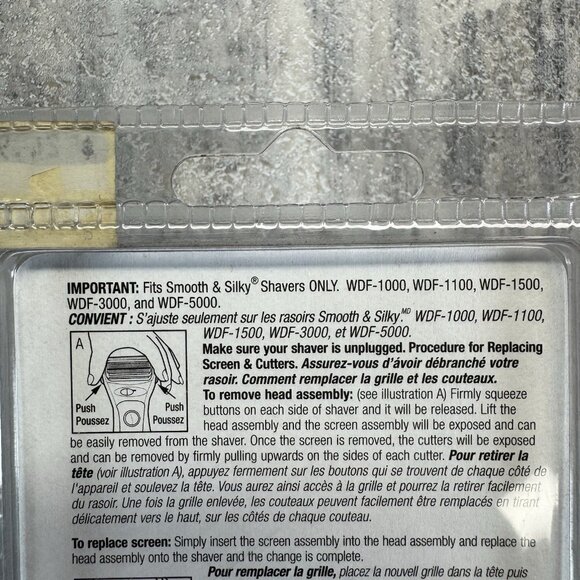 IMPORTANT: Fits Smooth & Silky® Shavers ONLY. WDF-1000, WDF-1100, WDF-1500,
WDF-3000, and WDF-5000.
CONVIENT : S'ajuste seulement sur les rasoirs Smooth & Silky.MD WDF-1000, WDF-1100,
WDF-1500, WDF-3000, et WDF-5000.
A
Push
Poussez
Push
Poussez
Make sure your shaver is unplugged. Procedure for Replacing
Screen & Cutters. Assurez-vous d'ávoir débranché votre
rasoir. Comment remplacer la grille et les couteaux.
To remove head assembly: (see illustration A) Firmly squeeze
buttons on each side of shaver and it will be released. Lift the
head assembly and the screen assembly will be exposed and can
be easily removed from the shaver. Once the screen is removed, the cutters will be exposed
and can be removed by firmly pulling upwards on the sides of each cutter. Pour retirer la
tête (voir illustration A), appuyez fermement sur les boutons qui se trouvent de chaque côté de
l'appareil et soulevez la tête. Vous aurez ainsi accès à la grille et pourrez la retirer facilement
du rasoir. Une fois la grille enlevée, les couteaux peuvent facilement être remplacés en tirant
délicatement vers le haut, sur les côtés de chaque couteau.
To replace screen: Simply insert the screen assembly into the head assembly and replace the
head assembly onto the shaver and the change is complete.
Pour remplacer la grille, placez la nouvell grille dans la tête puis